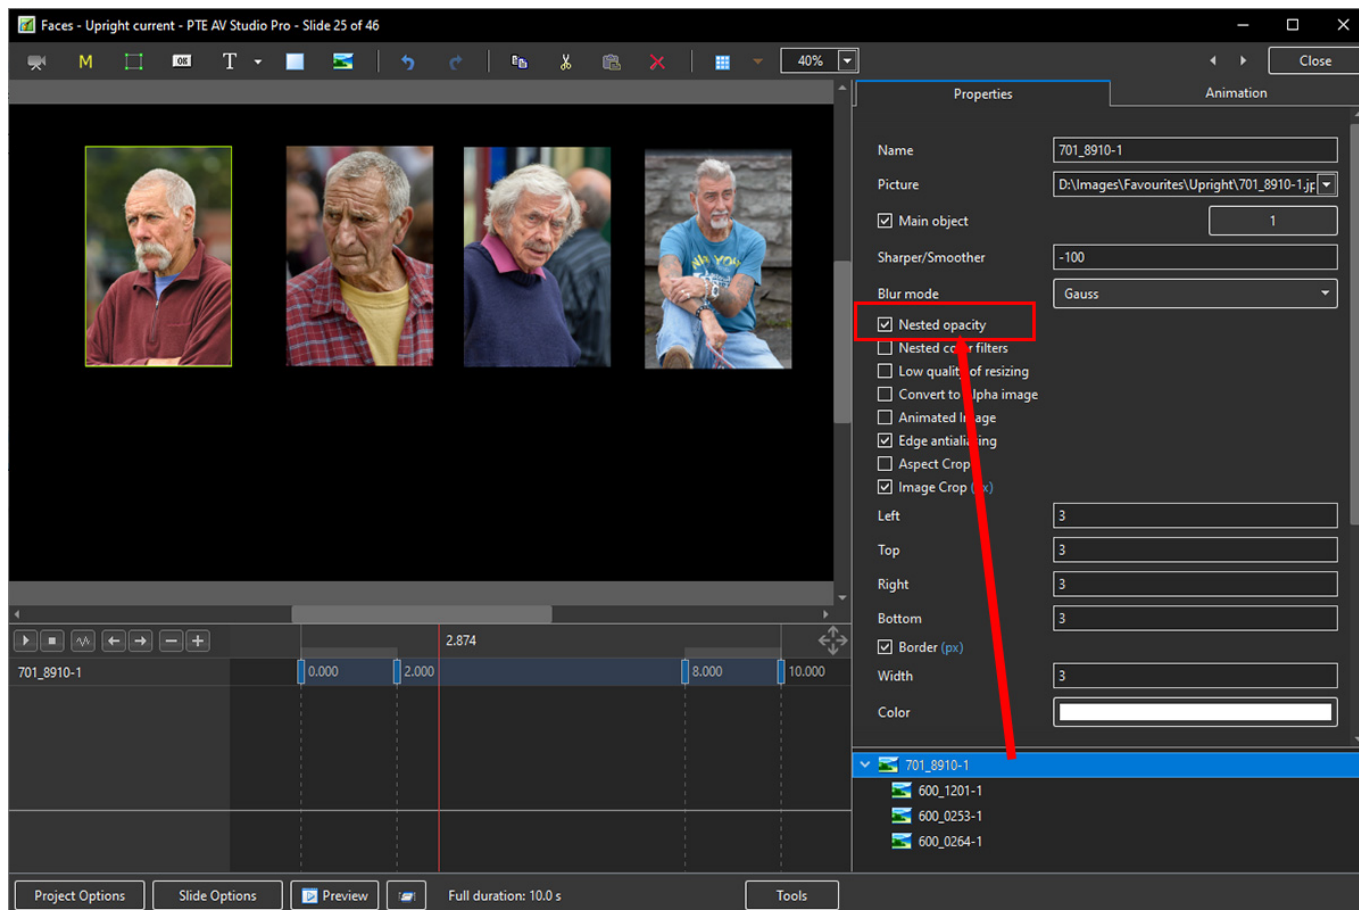 Faces - Upright current - PTE AV Studio Pro - Slide 25 of 46
M
OK
T
40%
Close
Properties
Animation
Name
701_8910-1
Picture
D:\Images\Favourites\Upright\701_8910-1.jp
Main object
1
Sharper/Smoother
-100
Blur mode
Gauss
Nested opacity
Nested color filters
Low quality of resizing
Convert to Alpha image
Animated Image
Edge antialiasing
Aspect Crop
Image Crop (px)
Left
3
Top
3
Right
3
Bottom
3
Border (px)
Width
3
Color
2.874
701_8910-1
0.000
2.000
8.000
10.000
701_8910-1
600_1201-1
600_0253-1
600_0264-1
Project Options
Slide Options
Preview
Full duration: 10.0 s
Tools